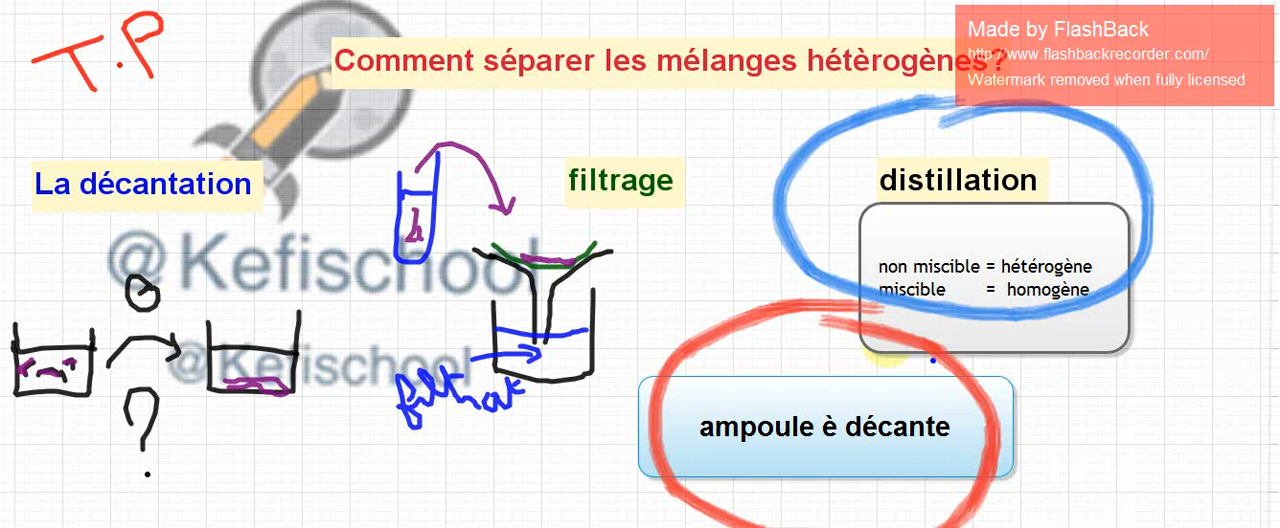 T.P
Comment séparer les mélanges hétèrogènes?
Made by FlashBack
http://www.flashbackrecorder.com/
Watermark removed when fully licensed
La décantation
filtrage
distillation
@Kefischool
non miscible = hétérogène
miscible = homogène
@Kefischool
filtrat
?
ampoule è décante